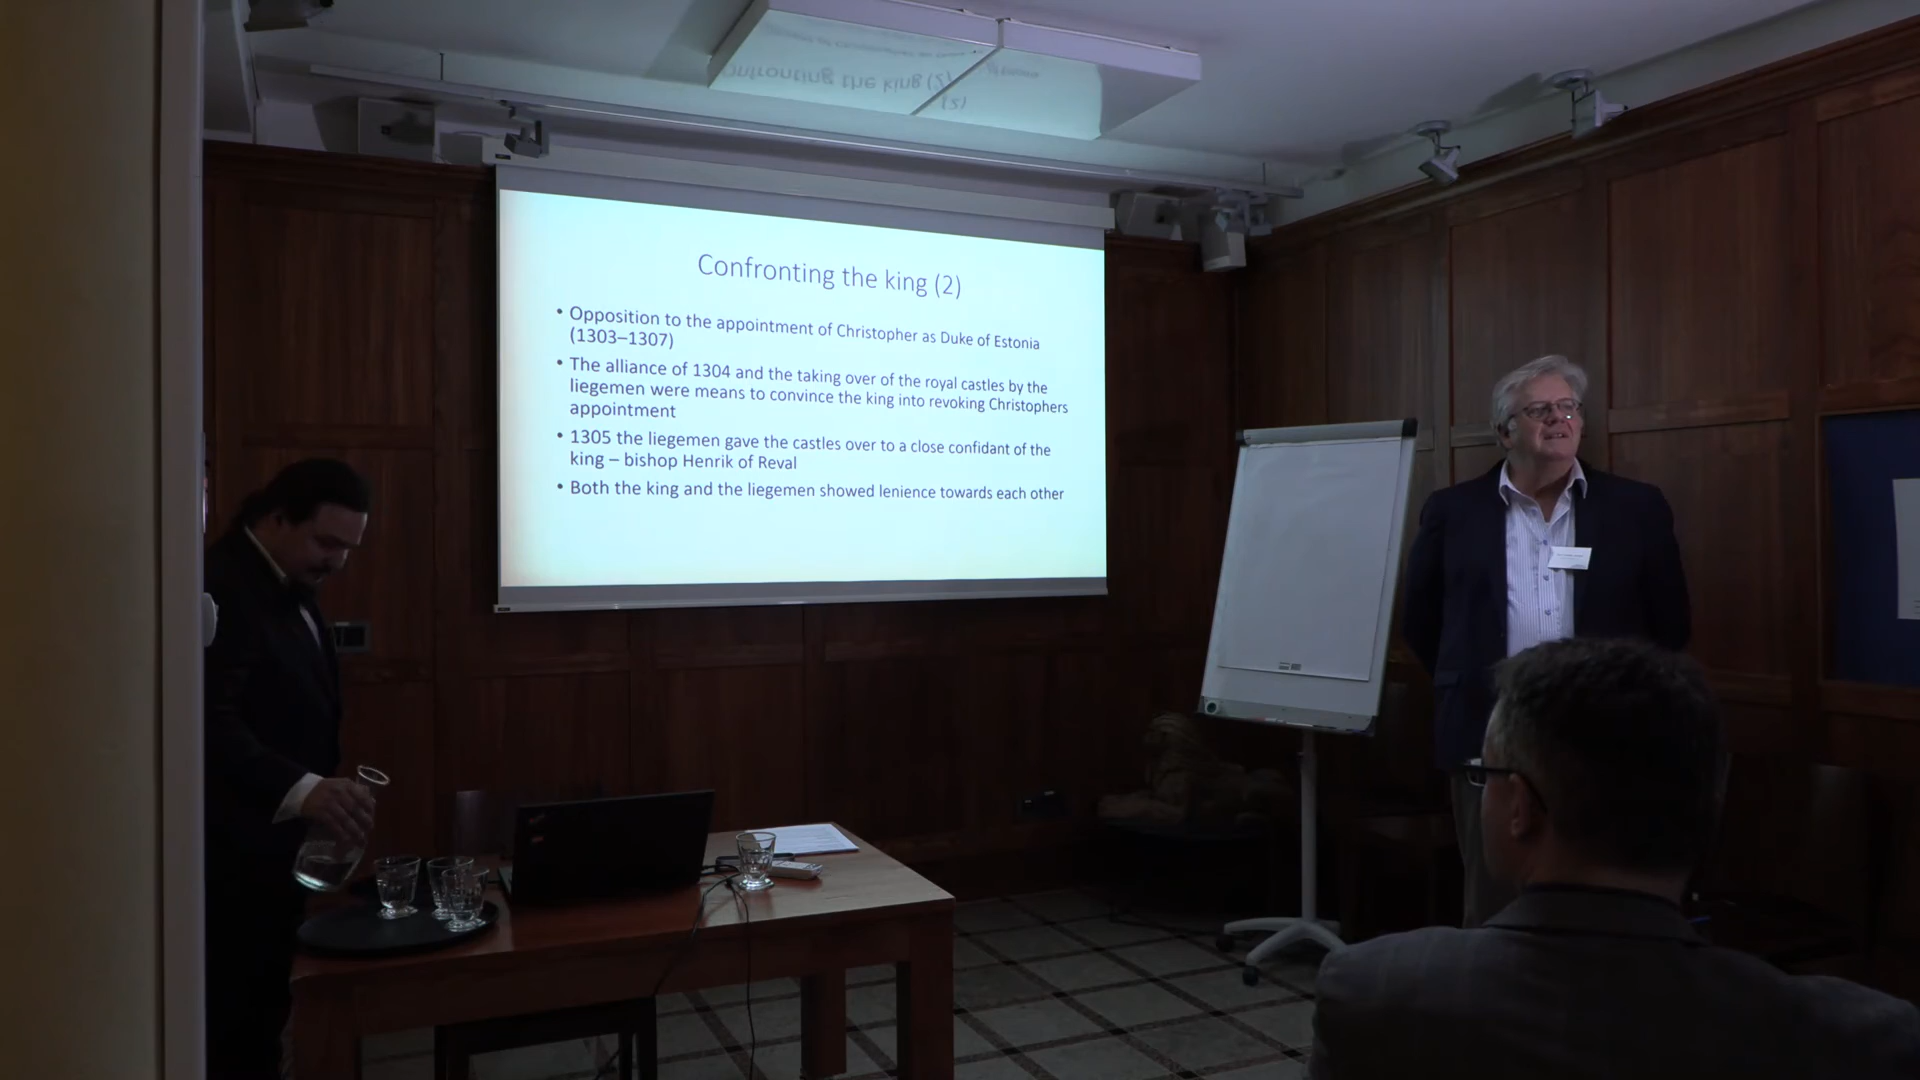 Confronting the king (2)
• Opposition to the appointment of Christopher as Duke of Estonia
(1303–1307)
• The alliance of 1304 and the taking over of the royal castles by the
liegemen were means to convince the king into revoking Christophers
appointment
• 1305 the liegemen gave the castles over to a close confidant of the
king – bishop Henrik of Reval
• Both the king and the liegemen showed lenience towards each other